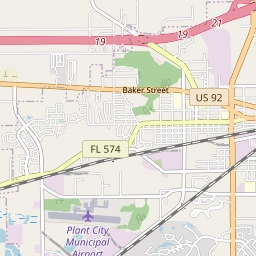 21
19
19
Baker Street
US 92
FL 574
Plant City
Municipal
Airport